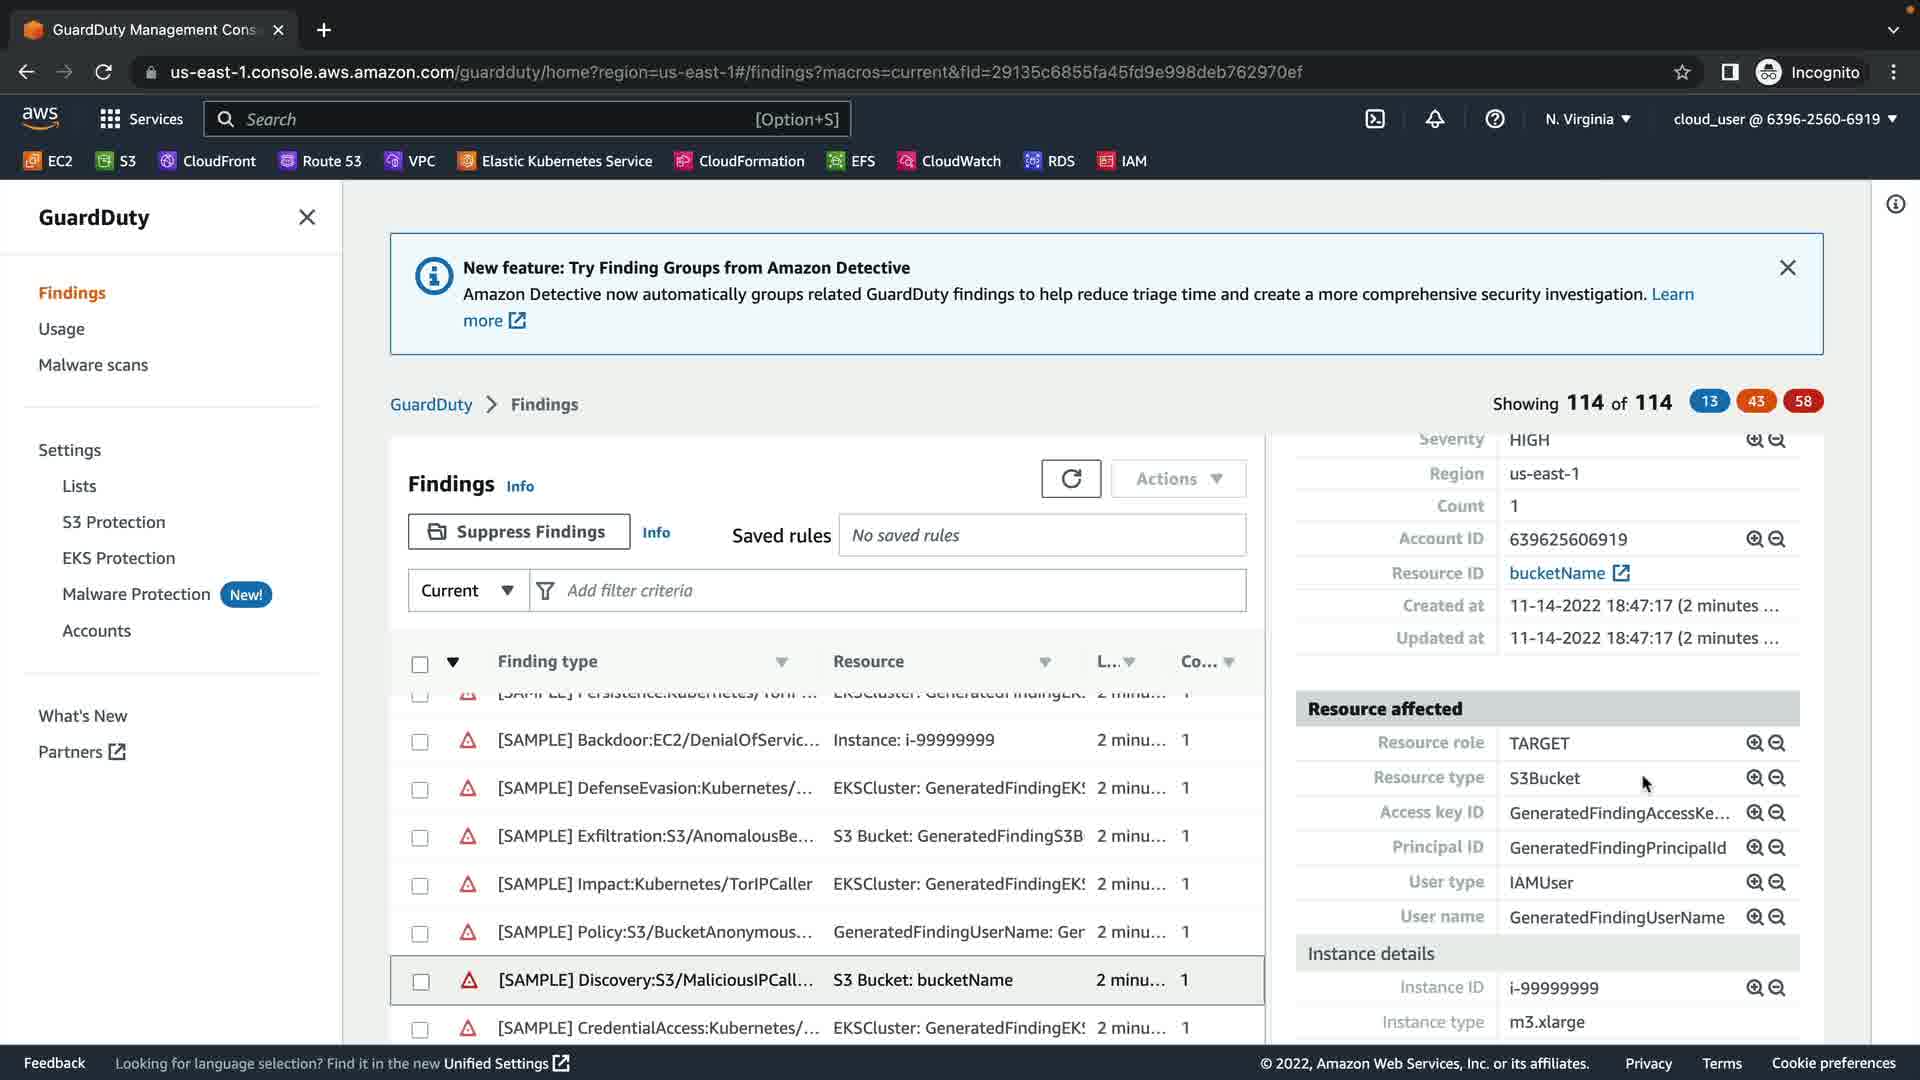 GuardDuty Management Cons
us-east-1.console.aws.amazon.com/guardduty/home?region=us-east-1#/findings?macros=current&fId=29135c6855fa45fd9e998deb762970ef
Incognito
aws
Services
Search
[Option+S]
N. Virginia
cloud_user @ 6396-2560-6919
EC2
S3
CloudFront
Route 53
VPC
Elastic Kubernetes Service
CloudFormation
EFS
CloudWatch
RDS
IAM
GuardDuty
Findings
Usage
Malware scans
Settings
Lists
S3 Protection
EKS Protection
Malware Protection New!
Accounts
What's New
Partners
New feature: Try Finding Groups from Amazon Detective
Amazon Detective now automatically groups related GuardDuty findings to help reduce triage time and create a more comprehensive security investigation. Learn
more
GuardDuty > Findings
Showing 114 of 114 13 43 58
Findings Info
Actions
Suppress Findings Info
Saved rules No saved rules
Current Add filter criteria
Finding type Resource L... Co...
[SAMPLE] Persistence:Kubernetes/TorIP ... EKSCluster: GeneratedFindingEK 2 minu... 1
[SAMPLE] Backdoor:EC2/DenialOfServic... Instance: i-99999999 2 minu... 1
[SAMPLE] DefenseEvasion:Kubernetes/... EKSCluster: GeneratedFindingEKS 2 minu... 1
[SAMPLE] Exfiltration:S3/AnomalousBe... S3 Bucket: GeneratedFindingS3B 2 minu... 1
[SAMPLE] Impact:Kubernetes/TorIPCaller EKSCluster: GeneratedFindingEKS 2 minu... 1
[SAMPLE] Policy:S3/BucketAnonymous... GeneratedFindingUserName: Ger 2 minu... 1
[SAMPLE] Discovery:S3/MaliciousIPCall... S3 Bucket: bucketName 2 minu... 1
[SAMPLE] CredentialAccess:Kubernetes/... EKSCluster: GeneratedFindingEKS 2 minu... 1
Severity HIGH
Region us-east-1
Count 1
Account ID 639625606919
Resource ID bucketName
Created at 11-14-2022 18:47:17 (2 minutes ...
Updated at 11-14-2022 18:47:17 (2 minutes ...
Resource affected
Resource role TARGET
Resource type S3Bucket
Access key ID GeneratedFindingAccessKe...
Principal ID GeneratedFindingPrincipalId
User type IAMUser
User name GeneratedFindingUserName
Instance details
Instance ID i-99999999
Instance type m3.xlarge
Feedback
Looking for language selection? Find it in the new Unified Settings
© 2022, Amazon Web Services, Inc. or its affiliates.
Privacy
Terms
Cookie preferences